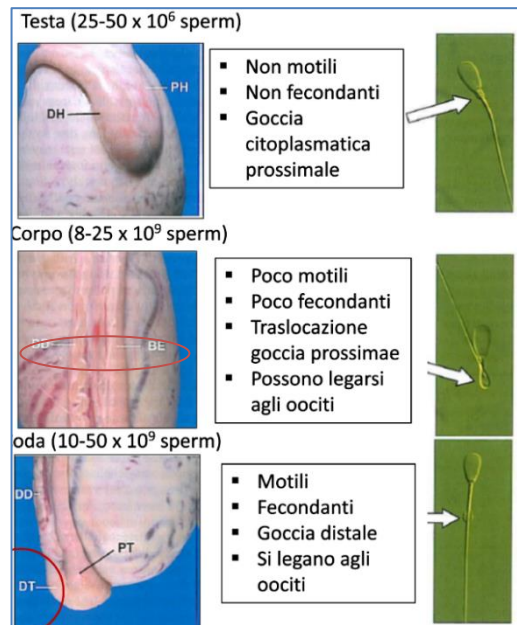 Testa (25-50 x 10⁶ sperm)
PH
DH
▪ Non motili
▪ Non fecondanti
▪ Goccia
citoplasmatica
prossimale
Corpo (8-25 x 10⁹ sperm)
DD
BE
▪ Poco motili
▪ Poco fecondanti
▪ Traslocazione
goccia prossimae
▪ Possono legarsi
agli oociti
oda (10-50 x 10⁹ sperm)
DD
PT
DT
▪ Motili
▪ Fecondanti
▪ Goccia distale
▪ Si legano agli
oociti